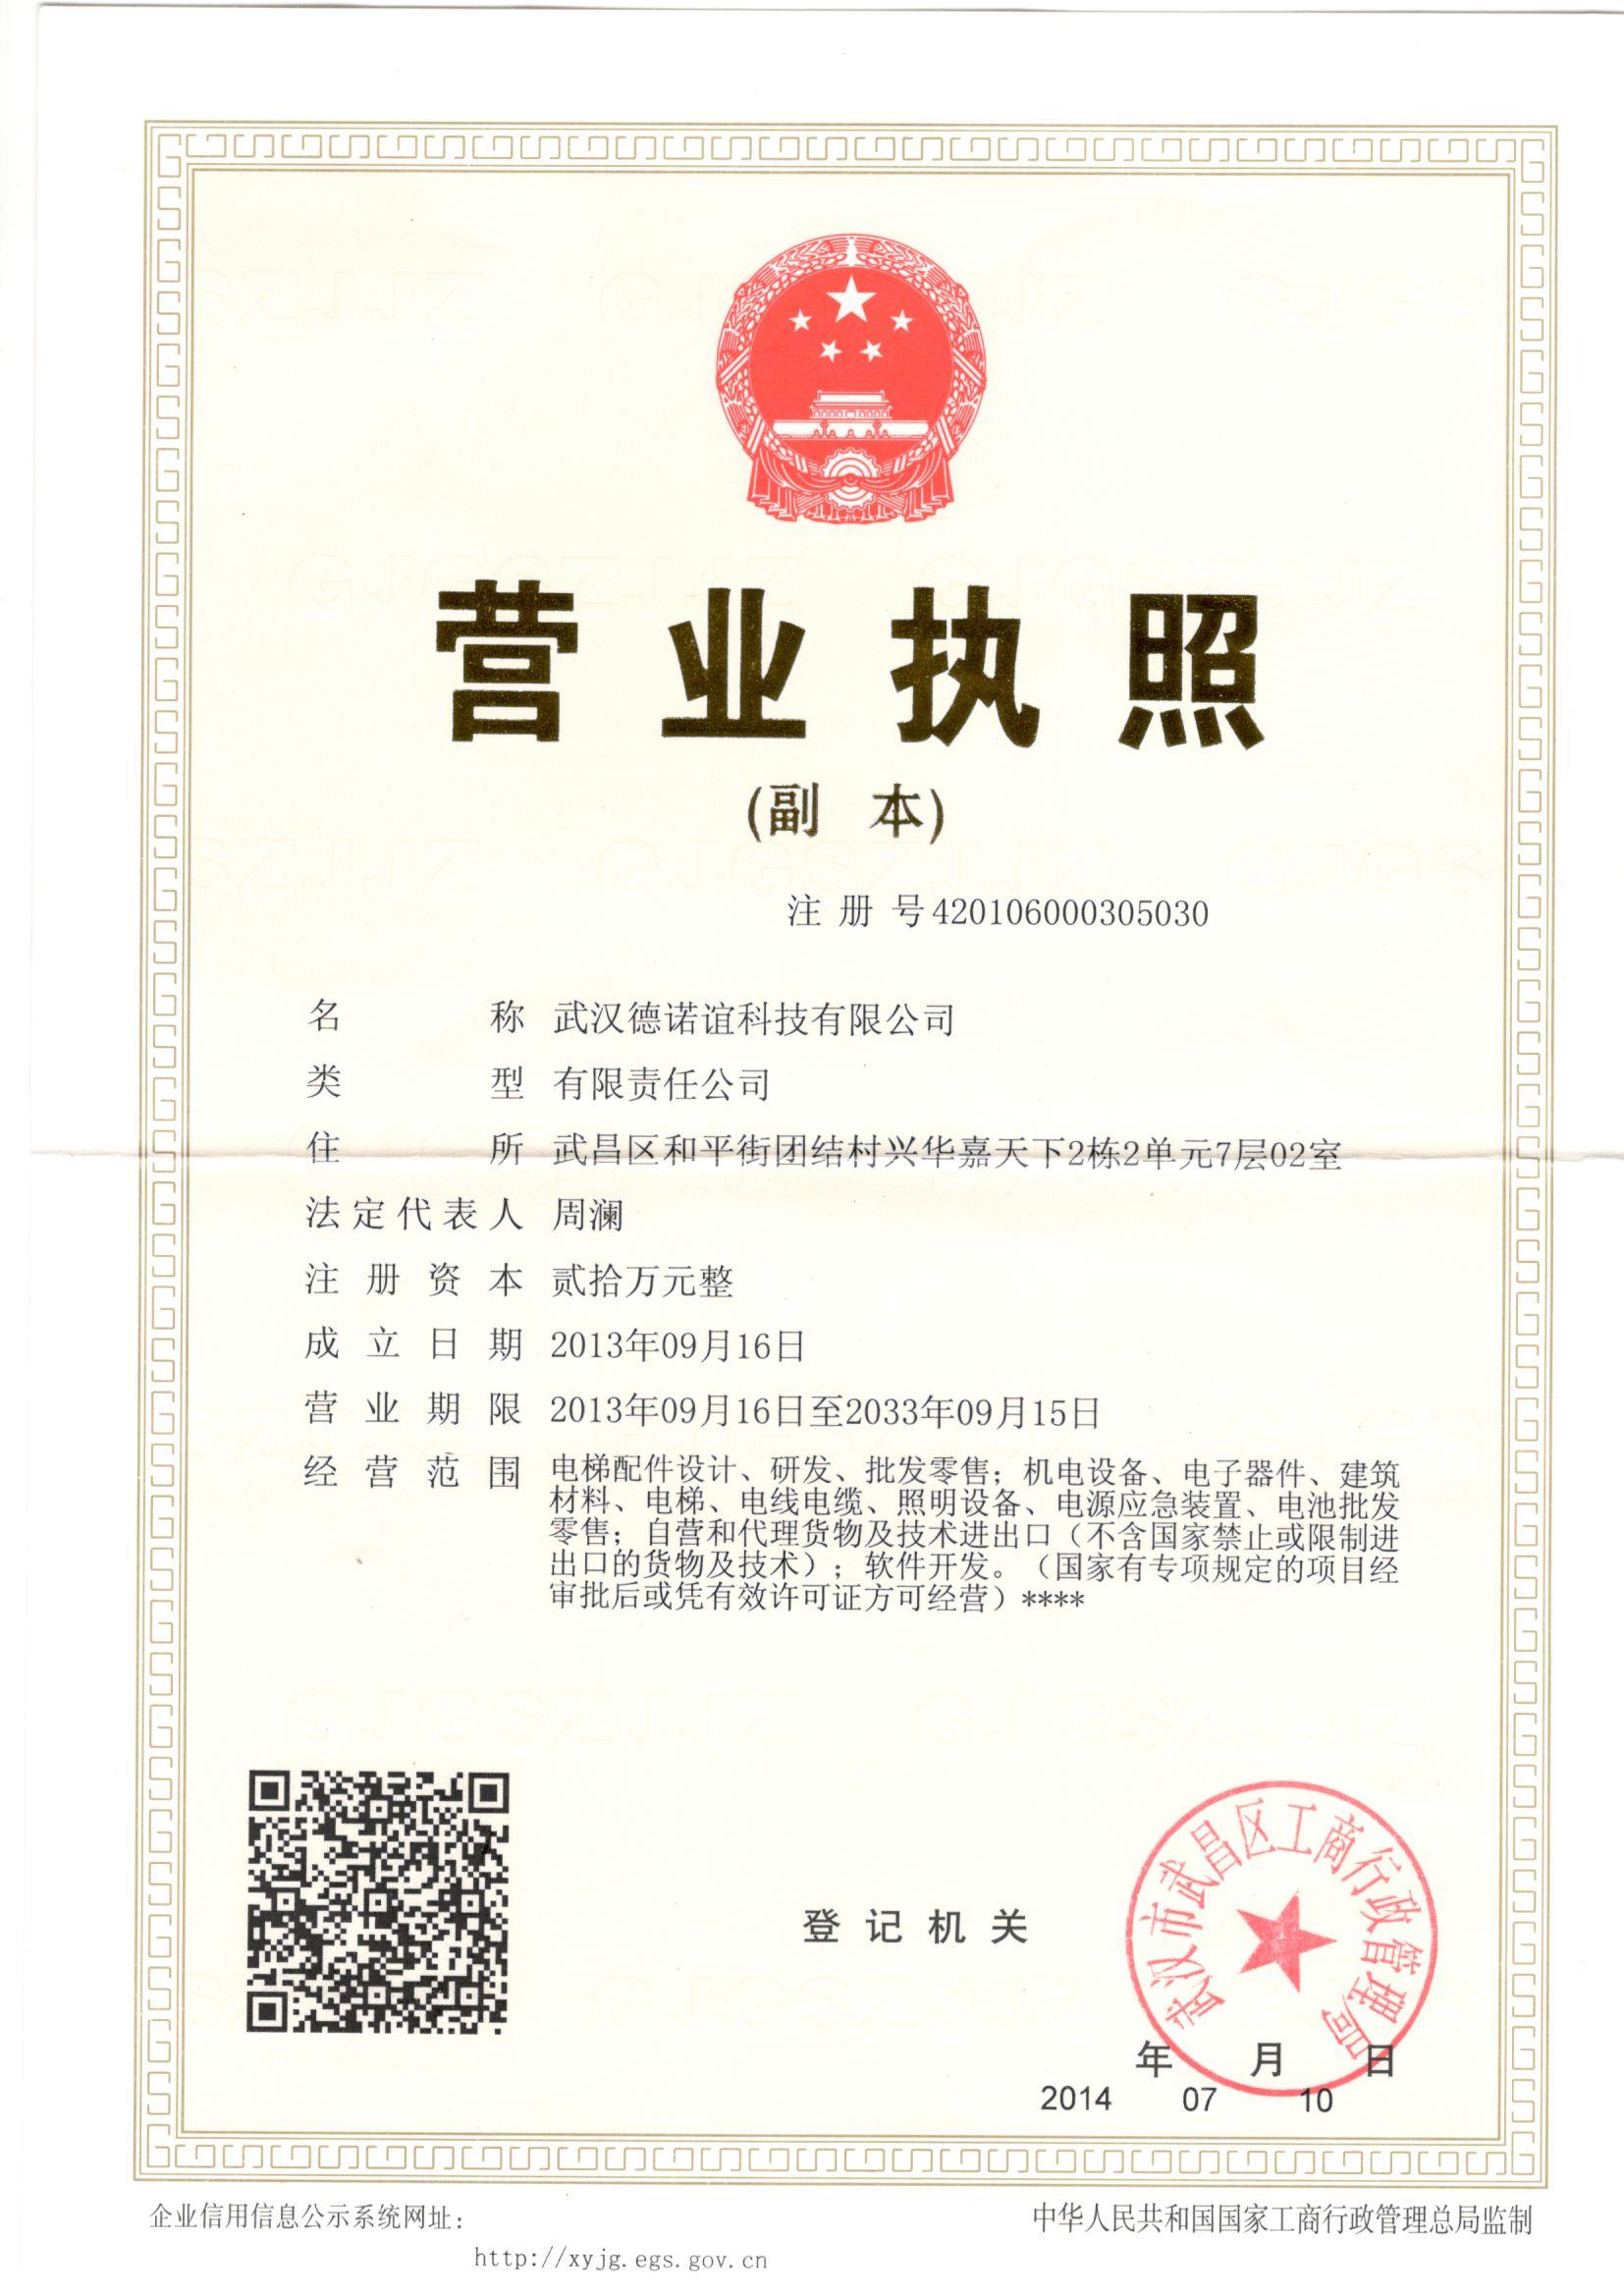 营业执照
(副 本)
注 册 号420106000305030
名 称 武汉德诺谊科技有限公司
类 型 有限责任公司
住 所 武昌区和平街团结村兴华嘉天下2栋2单元7层02室
法定代表人 周澜
注 册 资 本 贰拾万元整
成 立 日 期 2013年09月16日
营 业 期 限 2013年09月16日至2033年09月15日
经 营 范 围 电梯配件设计、研发、批发零售；机电设备、电子器件、建筑
材料、电梯、电线电缆、照明设备、电源应急装置、电池批发
零售；自营和代理货物及技术进出口（不含国家禁止或限制进
出口的货物及技术）；软件开发。（国家有专项规定的项目经
审批后或凭有效许可证方可经营）****
登 记 机 关
武汉市武昌区工商行政管理局
年 月 日
2014 07 10
企业信用信息公示系统网址：
http://xyjg.egs.gov.cn
中华人民共和国国家工商行政管理总局监制